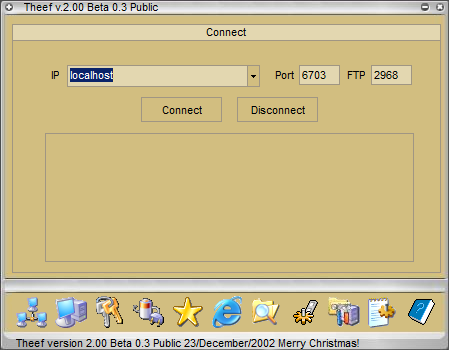 Theef v.2.00 Beta 0.3 Public
Connect
IP localhost Port 6703 FTP 2968
Connect Disconnect
Theef version 2.00 Beta 0.3 Public 23/December/2002 Merry Christmas!